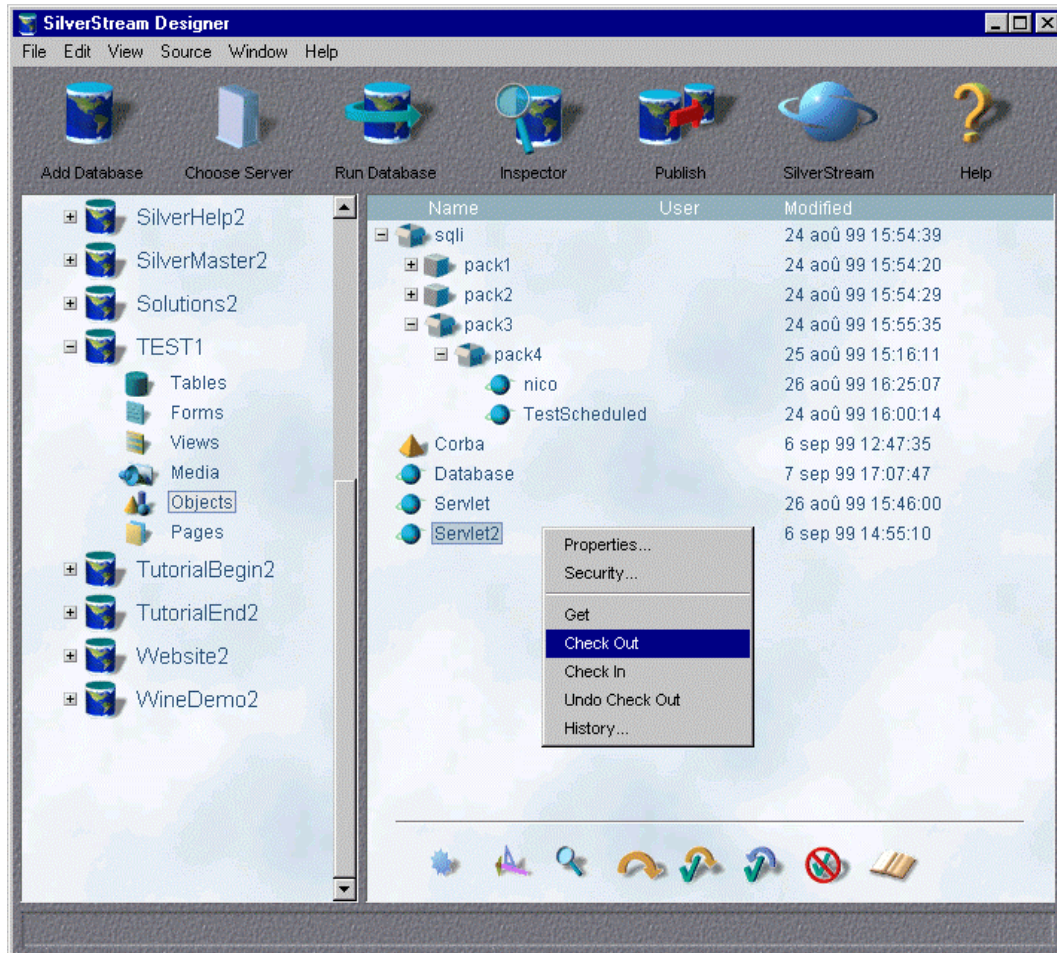 SilverStream Designer
File Edit View Source Window Help
Add Database Choose Server Run Database Inspector Publish SilverStream Help
SilverHelp2
SilverMaster2
Solutions2
TEST1
Tables
Forms
Views
Media
Objects
Pages
TutorialBegin2
TutorialEnd2
Website2
WineDemo2
Name User Modified
sqli 24 aoû 99 15:54:39
pack1 24 aoû 99 15:54:20
pack2 24 aoû 99 15:54:29
pack3 24 aoû 99 15:55:35
pack4 25 aoû 99 15:16:11
nico 26 aoû 99 16:25:07
TestScheduled 24 aoû 99 16:00:14
Corba 6 sep 99 12:47:35
Database 7 sep 99 17:07:47
Servlet 26 aoû 99 15:46:00
Servlet2 6 sep 99 14:55:10
Properties...
Security...
Get
Check Out
Check In
Undo Check Out
History...